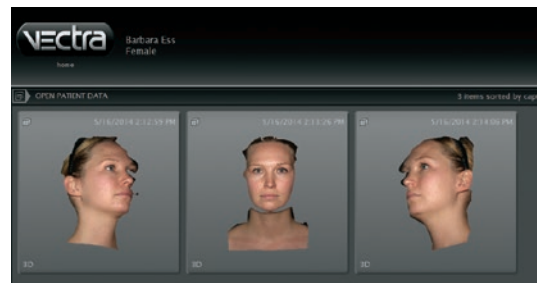 vectra
Barbara Ess
Female
home
OPEN PATIENT DATA
3 items sorted by cap
5/16/2014 2:12:59 PM
5/16/2014 2:13:26 PM
5/16/2014 2:14:06 PM
3D
3D
3D